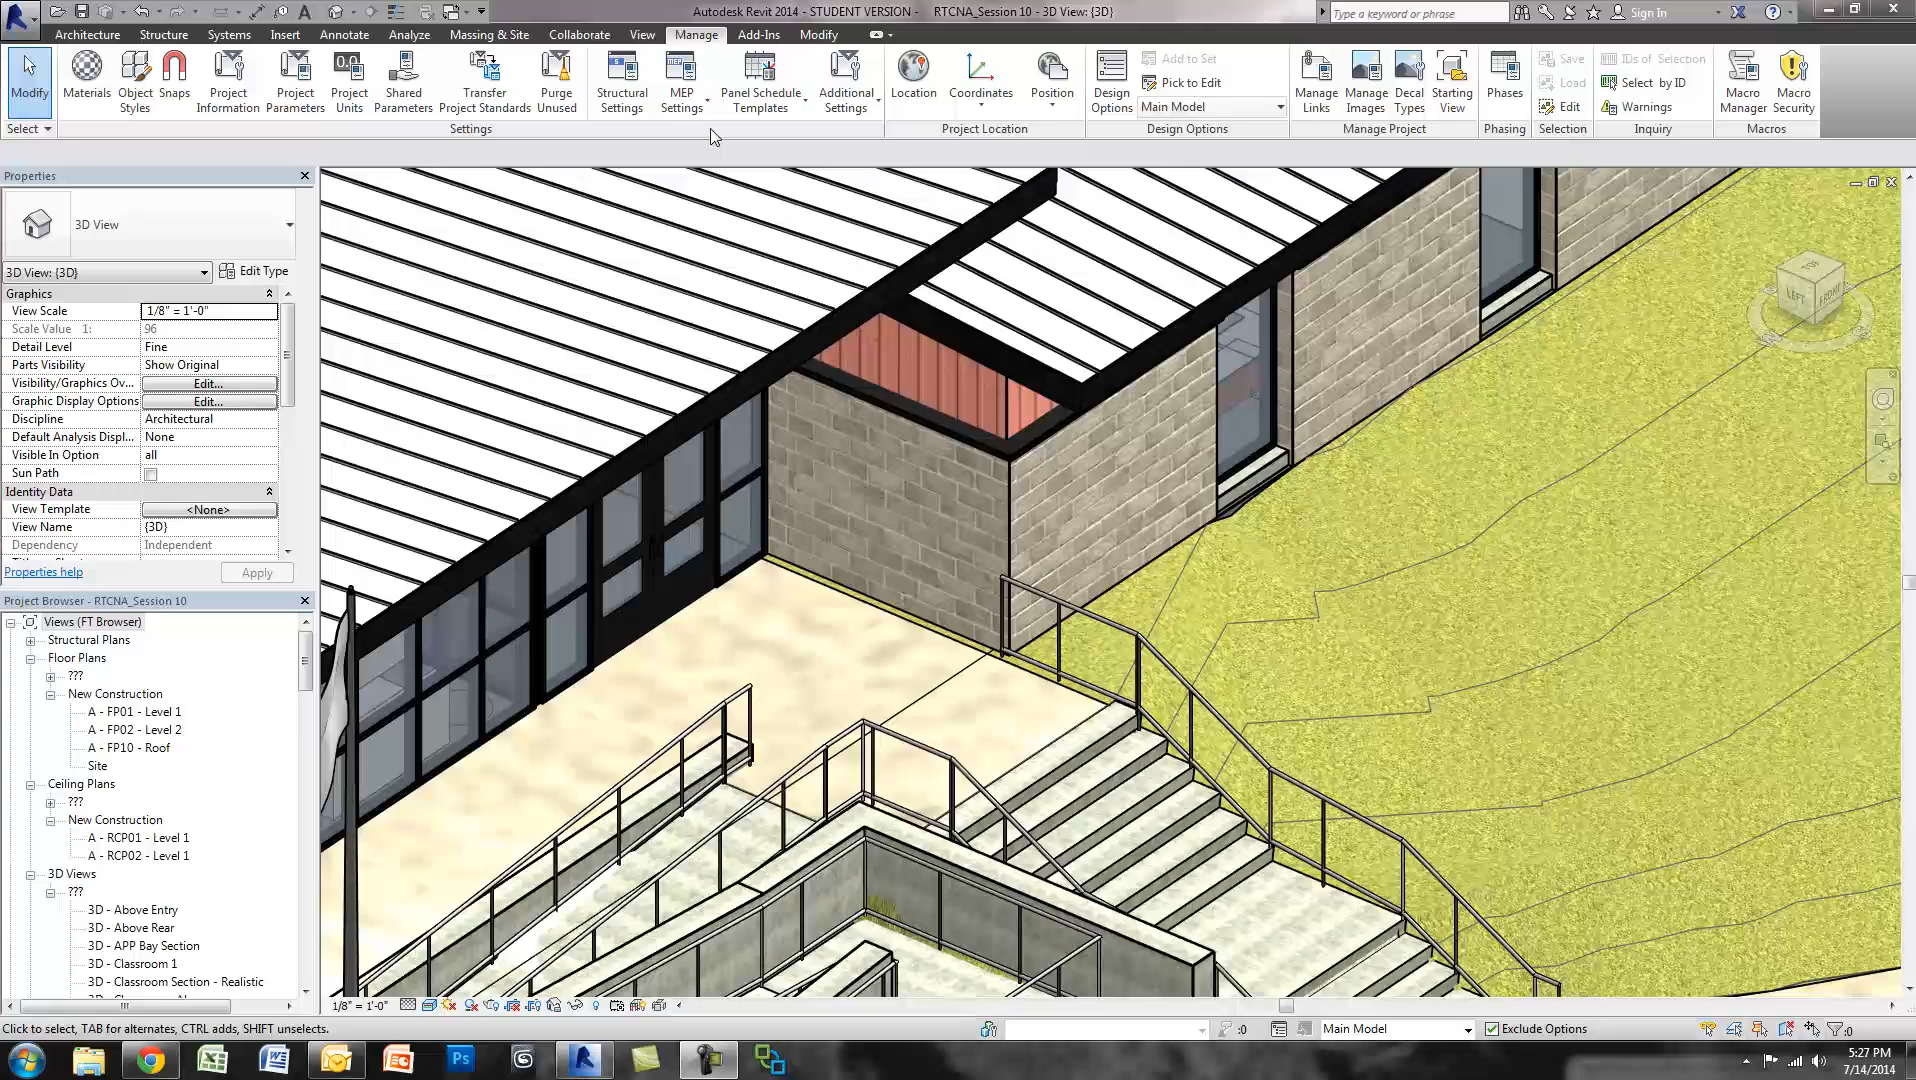 Autodesk Revit 2014 - STUDENT VERSION - RTCNA_Session 10 - 3D View: {3D}
Type a keyword or phrase
Sign In
Architecture Structure Systems Insert Annotate Analyze Massing & Site Collaborate View Manage Add-Ins Modify
Modify
Materials
Object Styles
Snaps
Project Information
Project Parameters
Project Units
Shared Parameters
Transfer Project Standards
Purge Unused
Structural Settings
MEP Settings
Panel Schedule Templates
Additional Settings
Location
Coordinates
Position
Design Options
Add to Set
Pick to Edit
Main Model
Manage Links
Manage Images
Decal Types
Starting View
Phases
Save
Load
Edit
IDs of Selection
Select by ID
Warnings
Macro Manager
Macro Security
Select
Settings
Project Location
Design Options
Manage Project
Phasing
Selection
Inquiry
Macros
Properties
3D View
3D View: {3D}
Edit Type
Graphics
View Scale 1/8" = 1'-0"
Scale Value 1: 96
Detail Level Fine
Parts Visibility Show Original
Visibility/Graphics Ov... Edit...
Graphic Display Options Edit...
Discipline Architectural
Default Analysis Displ... None
Visible In Option all
Sun Path
Identity Data
View Template <None>
View Name {3D}
Dependency Independent
Properties help
Apply
Project Browser - RTCNA_Session 10
Views (FT Browser)
Structural Plans
Floor Plans
???
New Construction
A - FP01 - Level 1
A - FP02 - Level 2
A - FP10 - Roof
Site
Ceiling Plans
???
New Construction
A - RCP01 - Level 1
A - RCP02 - Level 1
3D Views
???
3D - Above Entry
3D - Above Rear
3D - APP Bay Section
3D - Classroom 1
3D - Classroom Section - Realistic
TOP
LEFT
FRONT
1/8" = 1'-0"
Click to select, TAB for alternates, CTRL adds, SHIFT unselects.
:0
Main Model
Exclude Options
:0
5:27 PM
7/14/2014